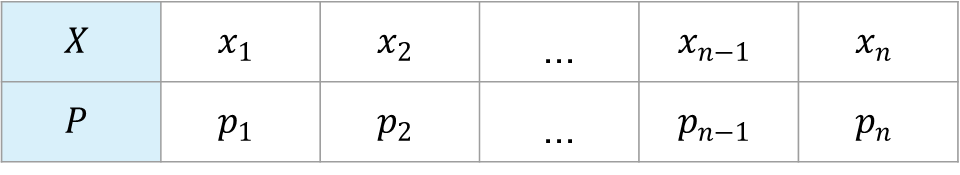 X x₁ x₂ ... xₙ₋₁ xₙ
P p₁ p₂ ... pₙ₋₁ pₙ